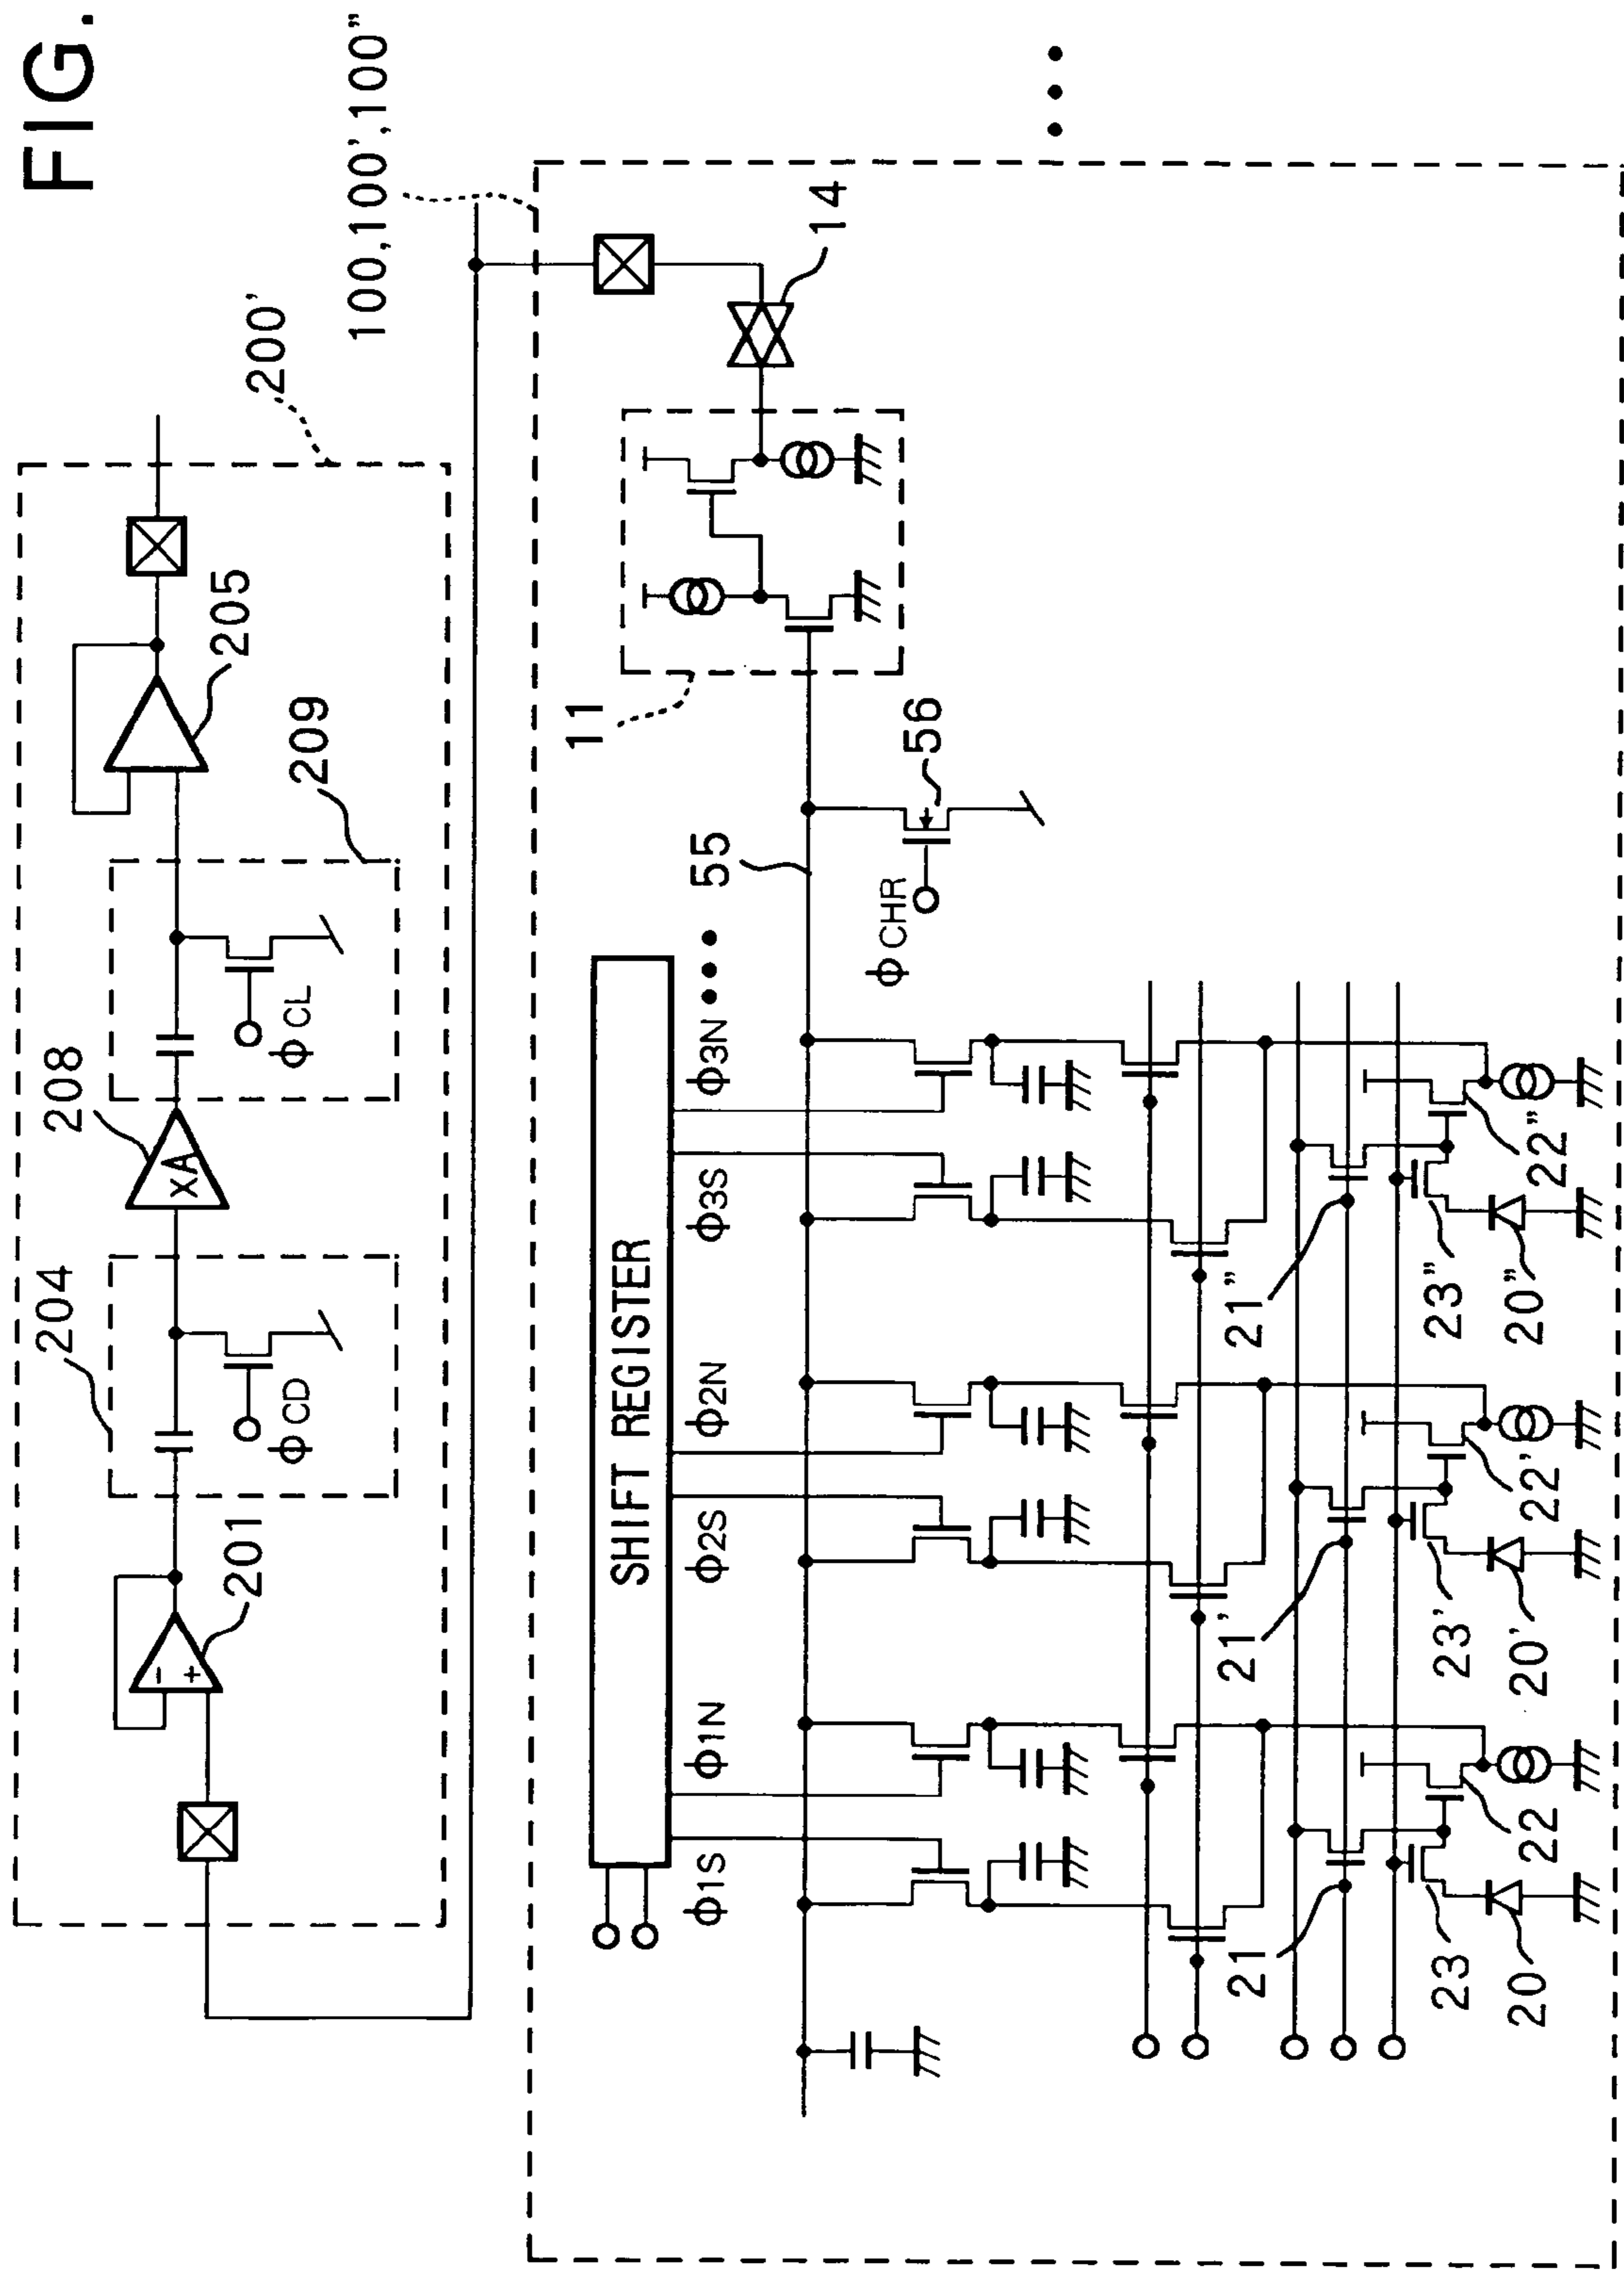 FIG.
200'
204
208
209
205
201
xA
-
+
ϕCD
ϕCL
100,100',100"
11
14
55
56
ϕCHR
SHIFT REGISTER
ϕ1S
ϕ1N
ϕ2S
ϕ2N
ϕ3S
ϕ3N
21
21'
21"
23
22
23'
22'
23"
22"
20
20'
20"